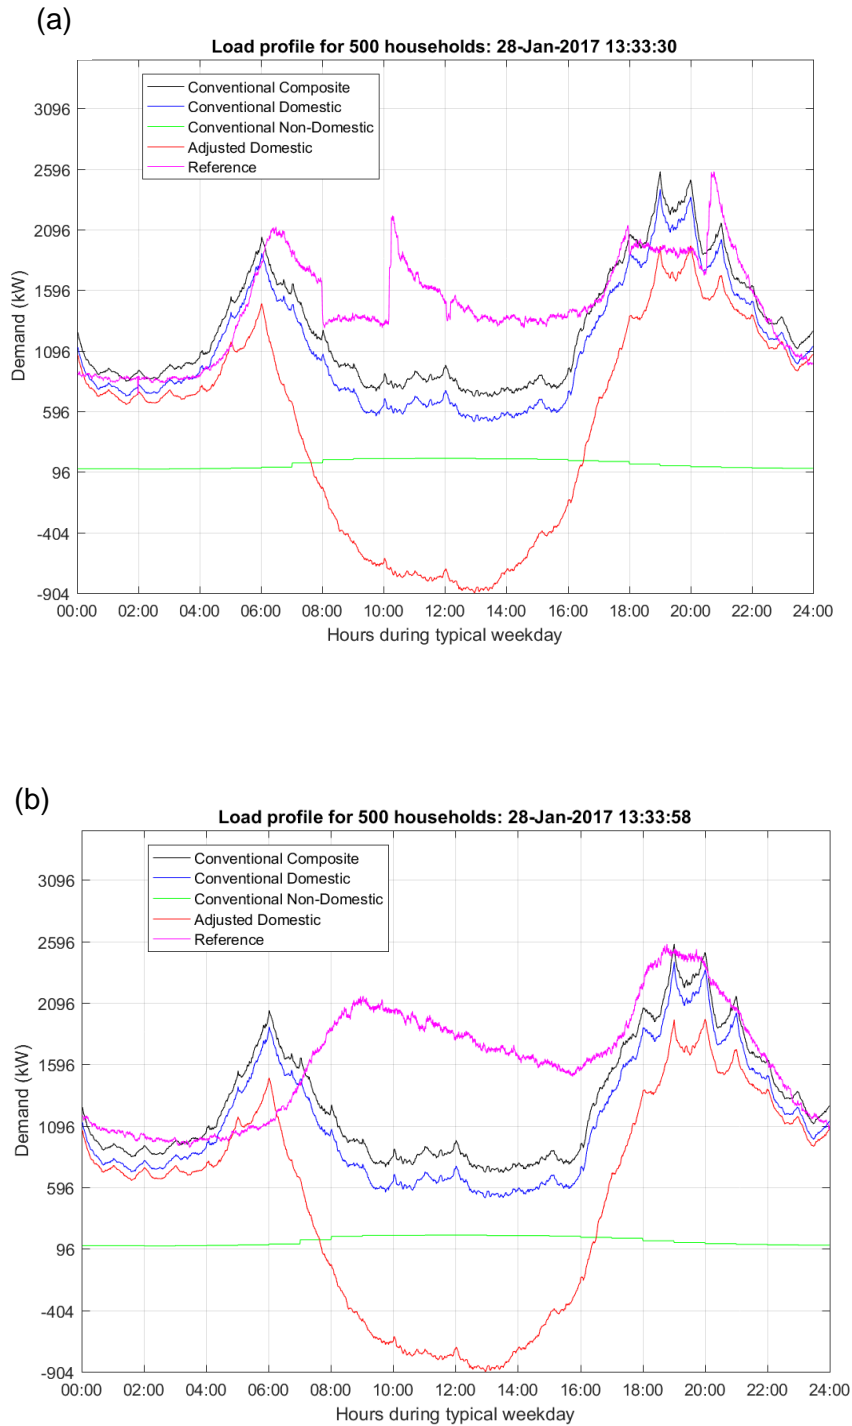 (a)
Load profile for 500 households: 28-Jan-2017 13:33:30
Conventional Composite
Conventional Domestic
Conventional Non-Domestic
Adjusted Domestic
Reference
Demand (kW)
3096
2596
2096
1596
1096
596
96
-404
-904
00:00 02:00 04:00 06:00 08:00 10:00 12:00 14:00 16:00 18:00 20:00 22:00 24:00
Hours during typical weekday
(b)
Load profile for 500 households: 28-Jan-2017 13:33:58
Conventional Composite
Conventional Domestic
Conventional Non-Domestic
Adjusted Domestic
Reference
Demand (kW)
3096
2596
2096
1596
1096
596
96
-404
-904
00:00 02:00 04:00 06:00 08:00 10:00 12:00 14:00 16:00 18:00 20:00 22:00 24:00
Hours during typical weekday